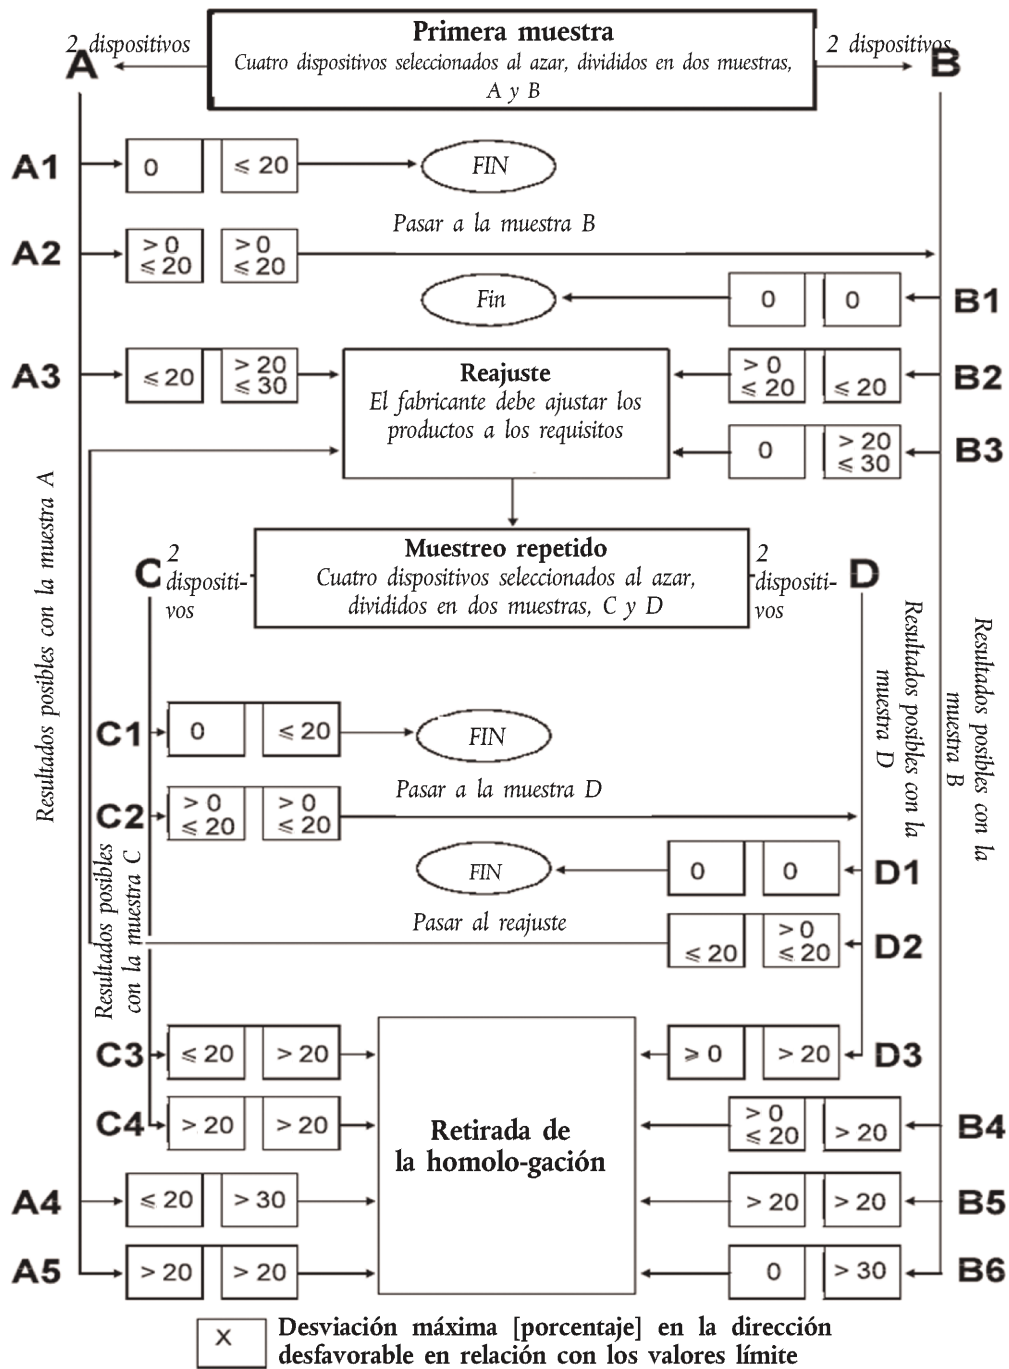 Primera muestra
Cuatro dispositivos seleccionados al azar, divididos en dos muestras,
A y B
2 dispositivos
A
2 dispositivos
B
A1
0
≤ 20
FIN
Pasar a la muestra B
A2
> 0
≤ 20
> 0
≤ 20
Fin
0
0
B1
A3
≤ 20
> 20
≤ 30
Reajuste
El fabricante debe ajustar los
productos a los requisitos
> 0
≤ 20
≤ 20
B2
0
> 20
≤ 30
B3
Resultados posibles con la muestra A
C
2
dispositi-
vos
Muestreo repetido
Cuatro dispositivos seleccionados al azar,
divididos en dos muestras, C y D
2
dispositi-
vos
D
Resultados posibles con la
muestra D
Resultados posibles con la
muestra B
C1
0
≤ 20
FIN
Pasar a la muestra D
C2
> 0
≤ 20
> 0
≤ 20
Resultados posibles
con la muestra C
FIN
0
0
D1
Pasar al reajuste
≤ 20
> 0
≤ 20
D2
C3
≤ 20
> 20
≥ 0
> 20
D3
C4
> 20
> 20
Retirada de
la homolo-gación
> 0
≤ 20
> 20
B4
A4
≤ 20
> 30
> 20
> 20
B5
A5
> 20
> 20
0
> 30
B6
X
Desviación máxima [porcentaje] en la dirección
desfavorable en relación con los valores límite